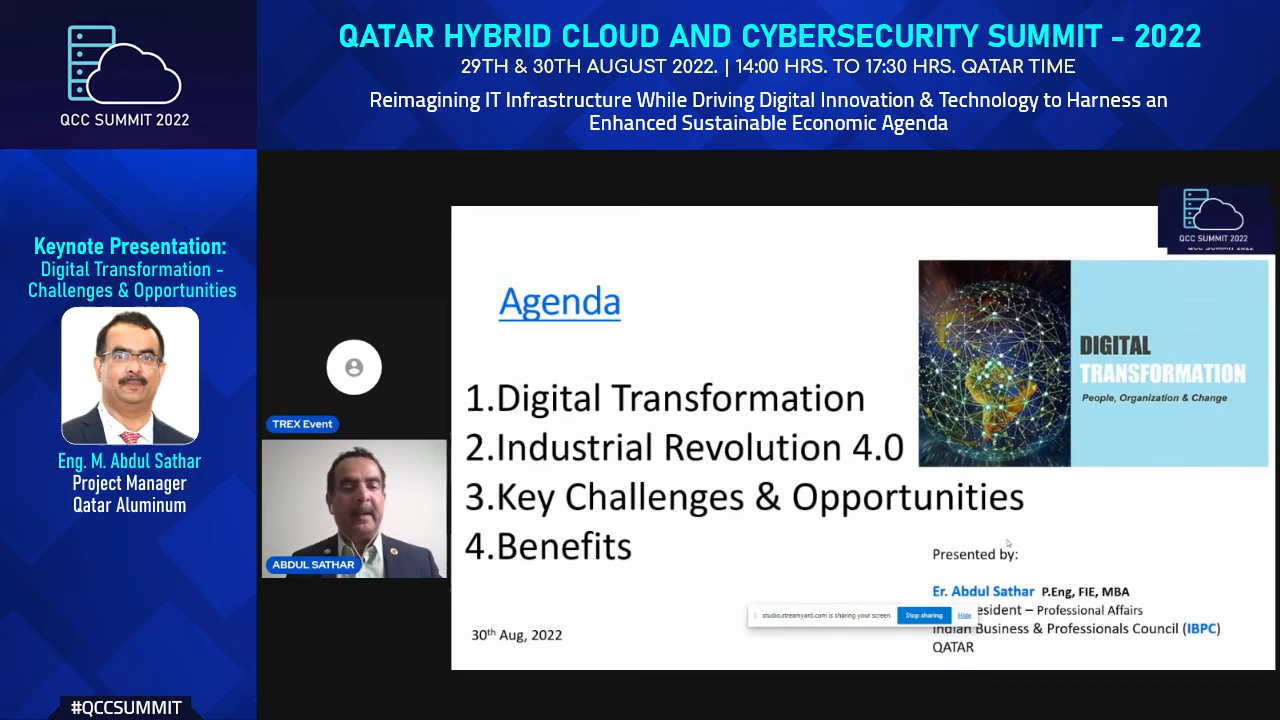 QCC SUMMIT 2022
QATAR HYBRID CLOUD AND CYBERSECURITY SUMMIT - 2022
29TH & 30TH AUGUST 2022. | 14:00 HRS. TO 17:30 HRS. QATAR TIME
Reimagining IT Infrastructure While Driving Digital Innovation & Technology to Harness an
Enhanced Sustainable Economic Agenda
Keynote Presentation:
Digital Transformation -
Challenges & Opportunities
Eng. M. Abdul Sathar
Project Manager
Qatar Aluminum
#QCCSUMMIT
TREX Event
ABDUL SATHAR
QCC SUMMIT 2022
QCC SUMMIT 2022
Agenda
1.Digital Transformation
2.Industrial Revolution 4.0
3.Key Challenges & Opportunities
4.Benefits
DIGITAL
TRANSFORMATION
People, Organization & Change
Presented by:
Er. Abdul Sathar P.Eng, FIE, MBA
esident – Professional Affairs
Indian Business & Professionals Council (IBPC)
QATAR
studio.streamyard.com is sharing your screen. Stop sharing Hide
30th Aug, 2022